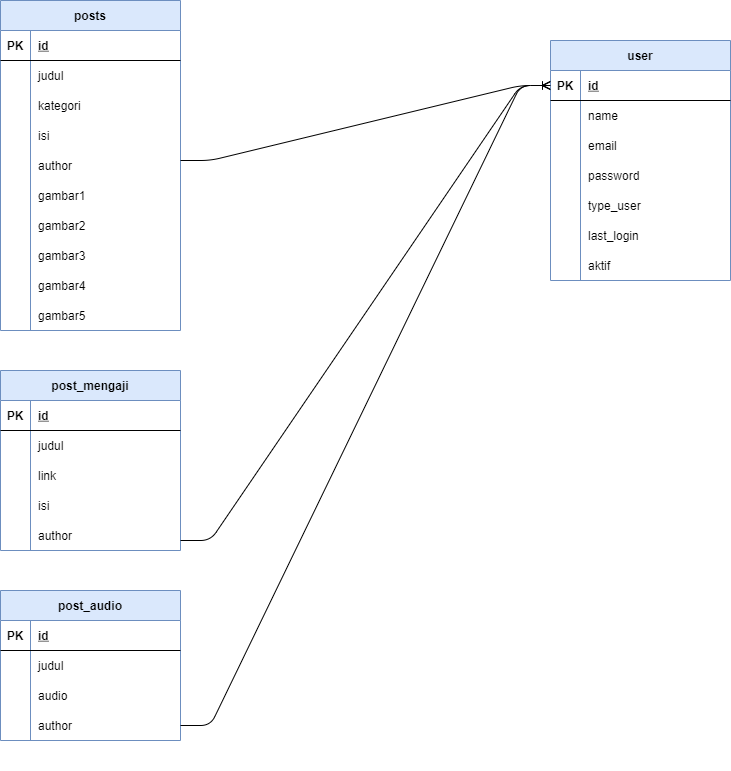 posts
PK id
judul
kategori
isi
author
gambar1
gambar2
gambar3
gambar4
gambar5
user
PK id
name
email
password
type_user
last_login
aktif
post_mengaji
PK id
judul
link
isi
author
post_audio
PK id
judul
audio
author